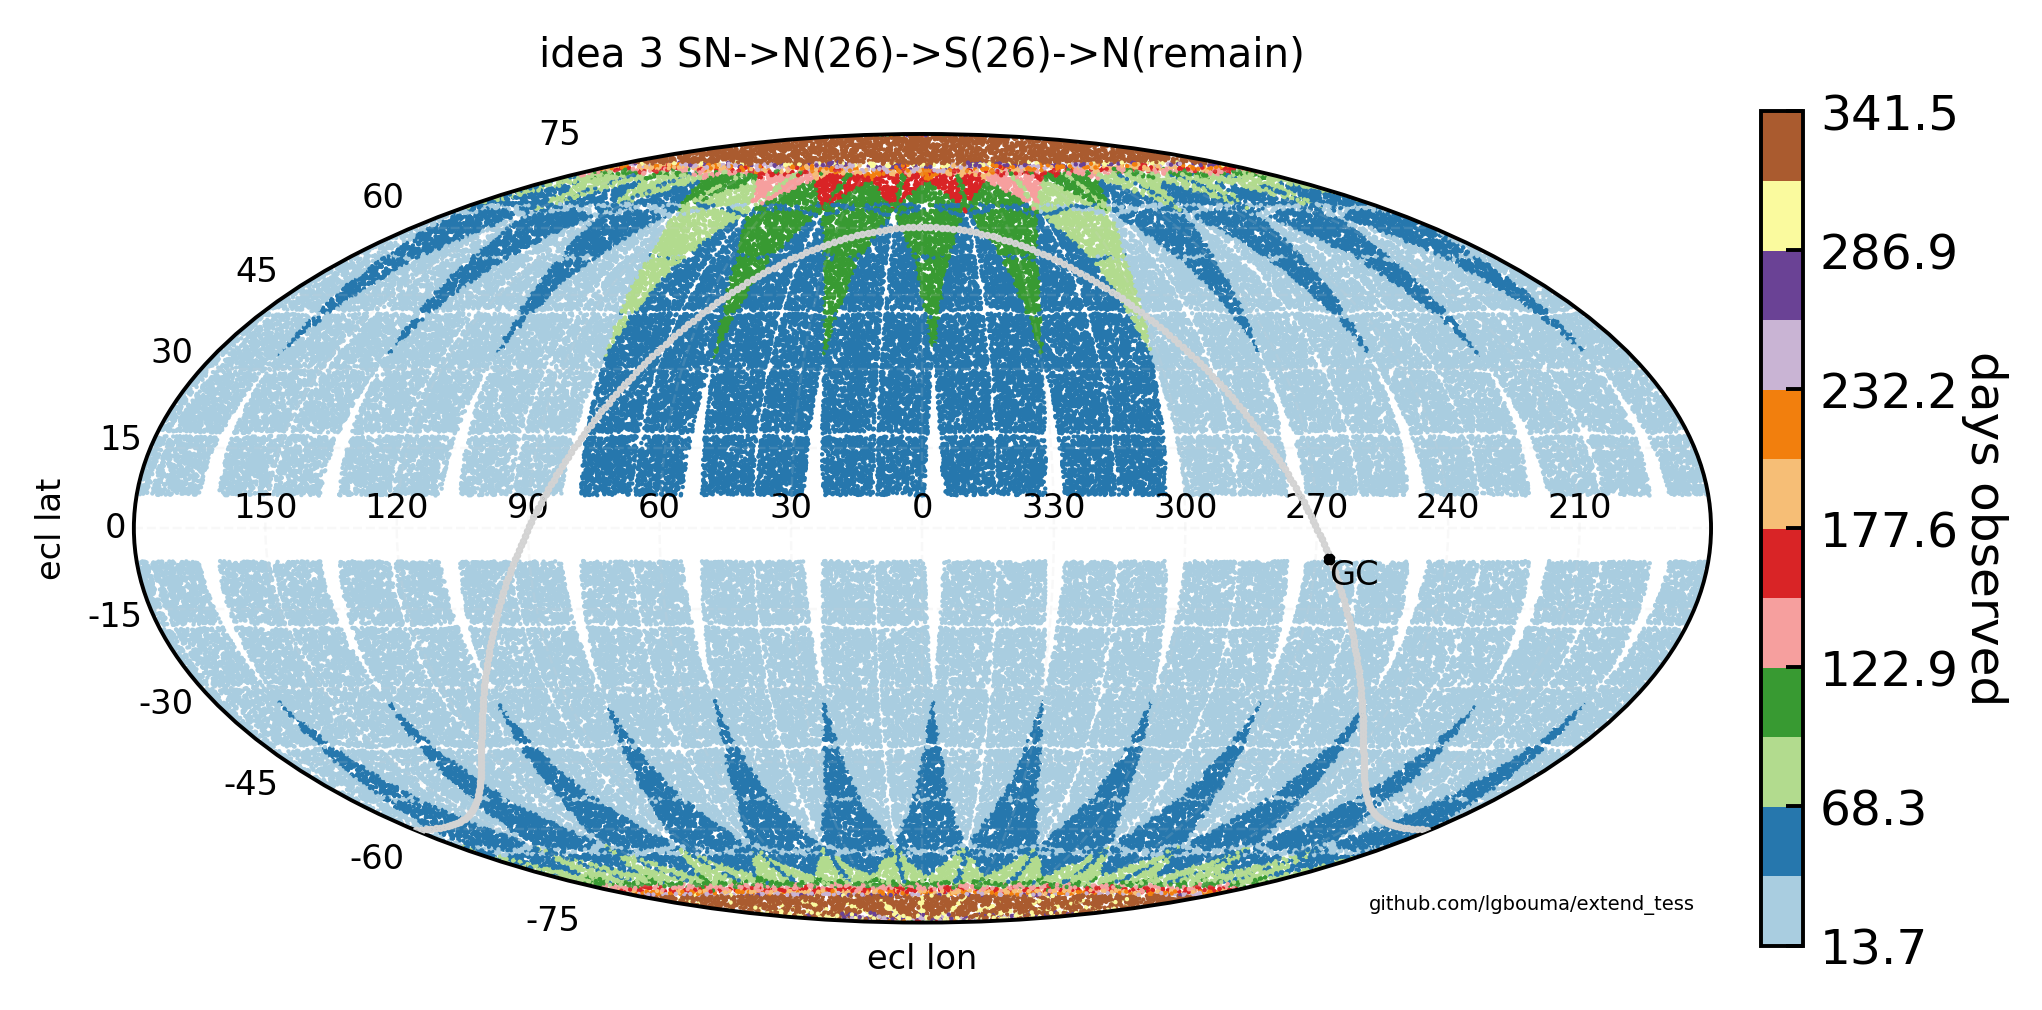 idea 3 SN->N(26)->S(26)->N(remain)
75
60
45
30
15
0
-15
-30
-45
-60
-75
ecl lat
150 120 90 60 30 0 330 300 270 240 210
GC
github.com/lgbouma/extend_tess
ecl lon
341.5
286.9
232.2
177.6
122.9
68.3
13.7
days observed